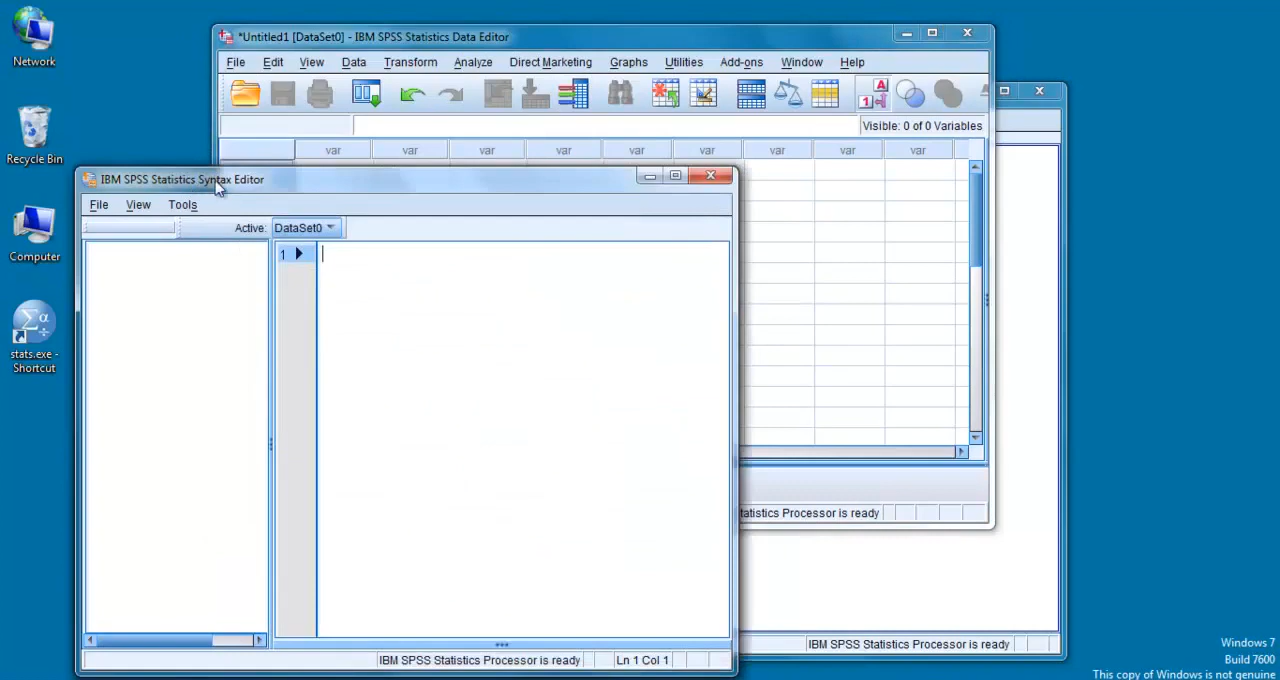 Network
Recycle Bin
Computer
stats.exe -
Shortcut
*Untitled1 [DataSet0] - IBM SPSS Statistics Data Editor
File Edit View Data Transform Analyze Direct Marketing Graphs Utilities Add-ons Window Help
Visible: 0 of 0 Variables
var var var var var var var var var
IBM SPSS Statistics Syntax Editor
File View Tools
Active: DataSet0
1
IBM SPSS Statistics Processor is ready Ln 1 Col 1
tatistics Processor is ready
IBM SPSS Statistics Processor is ready
Windows 7
Build 7600
This copy of Windows is not genuine